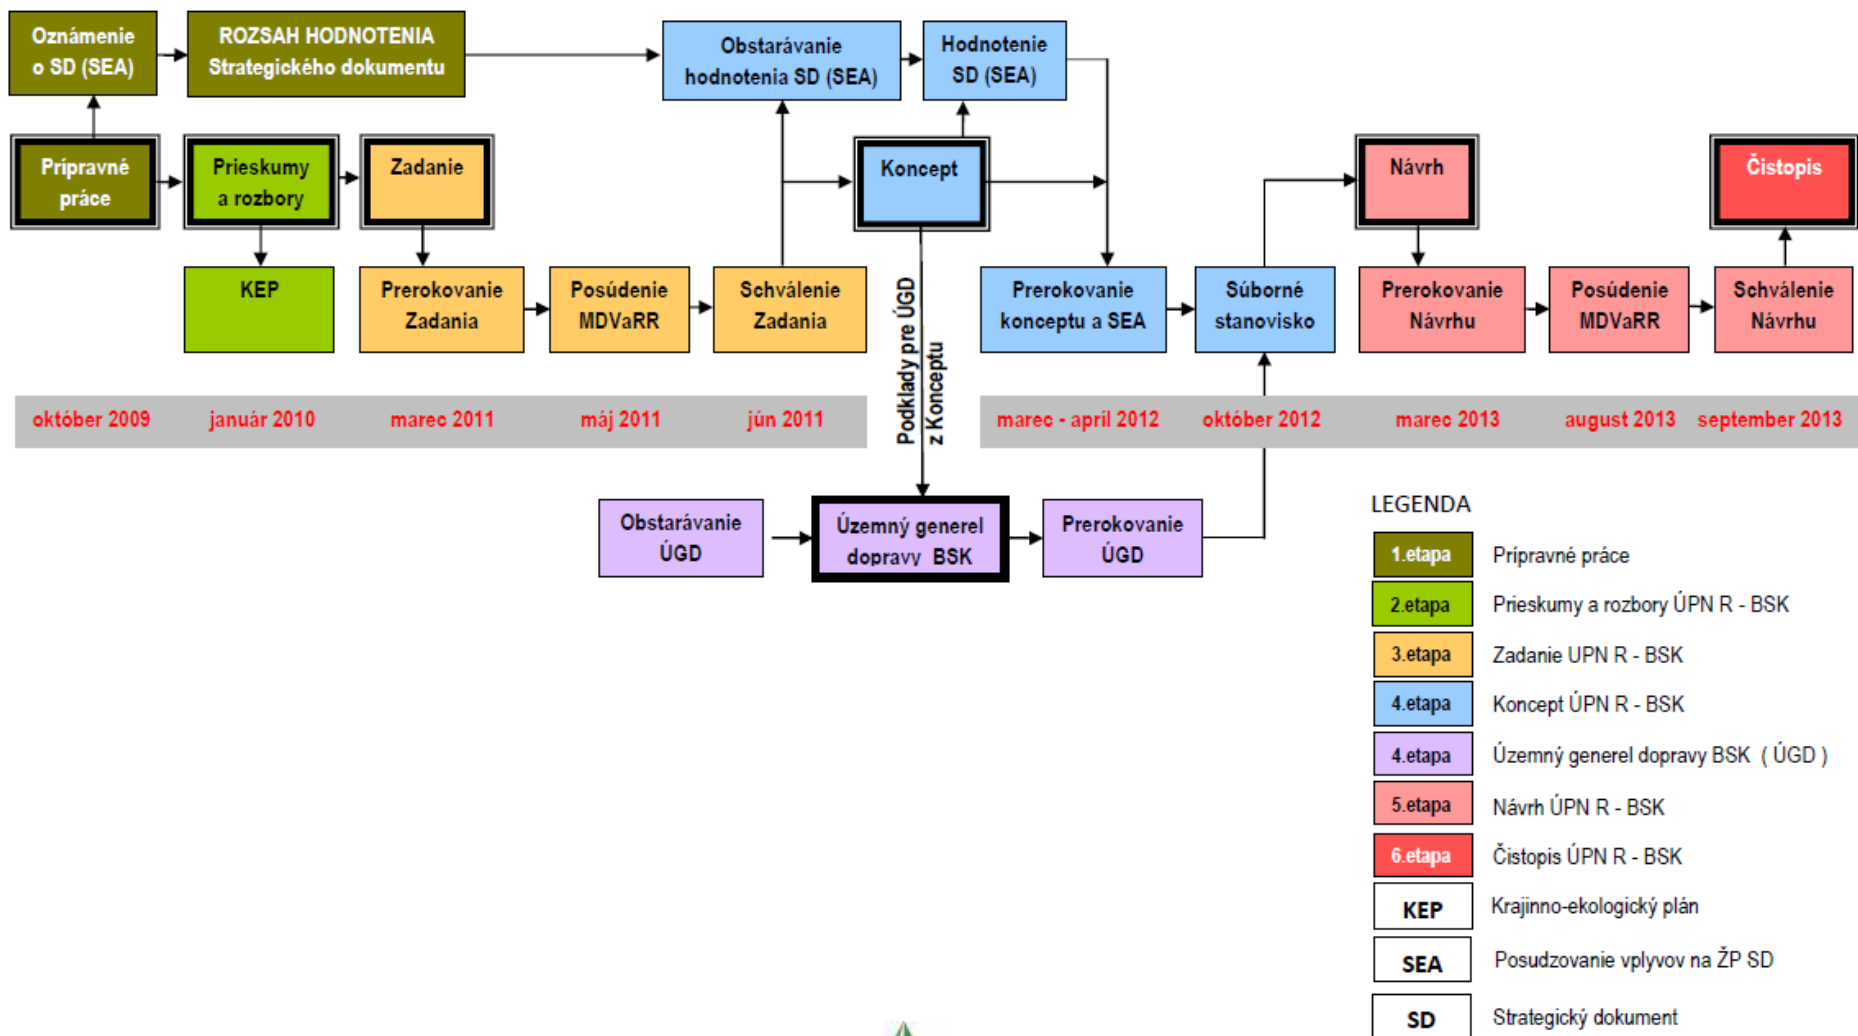 Oznámenie
o SD (SEA)
ROZSAH HODNOTENIA
Strategického dokumentu
Obstarávanie
hodnotenia SD (SEA)
Hodnotenie
SD (SEA)
Prípravné
práce
Prieskumy
a rozbory
Zadanie
Koncept
Návrh
Čistopis
KEP
Prerokovanie
Zadania
Posúdenie
MDVaRR
Schválenie
Zadania
Podklady pre ÚGD
z Konceptu
Prerokovanie
konceptu a SEA
Súborné
stanovisko
Prerokovanie
Návrhu
Posúdenie
MDVaRR
Schválenie
Návrhu
október 2009
január 2010
marec 2011
máj 2011
jún 2011
marec - apríl 2012
október 2012
marec 2013
august 2013
september 2013
Obstarávanie
ÚGD
Územný generel
dopravy BSK
Prerokovanie
ÚGD
LEGENDA
1.etapa Prípravné práce
2.etapa Prieskumy a rozbory ÚPN R - BSK
3.etapa Zadanie UPN R - BSK
4.etapa Koncept ÚPN R - BSK
4.etapa Územný generel dopravy BSK ( ÚGD )
5.etapa Návrh ÚPN R - BSK
6.etapa Čistopis ÚPN R - BSK
KEP Krajinno-ekologický plán
SEA Posudzovanie vplyvov na ŽP SD
SD Strategický dokument